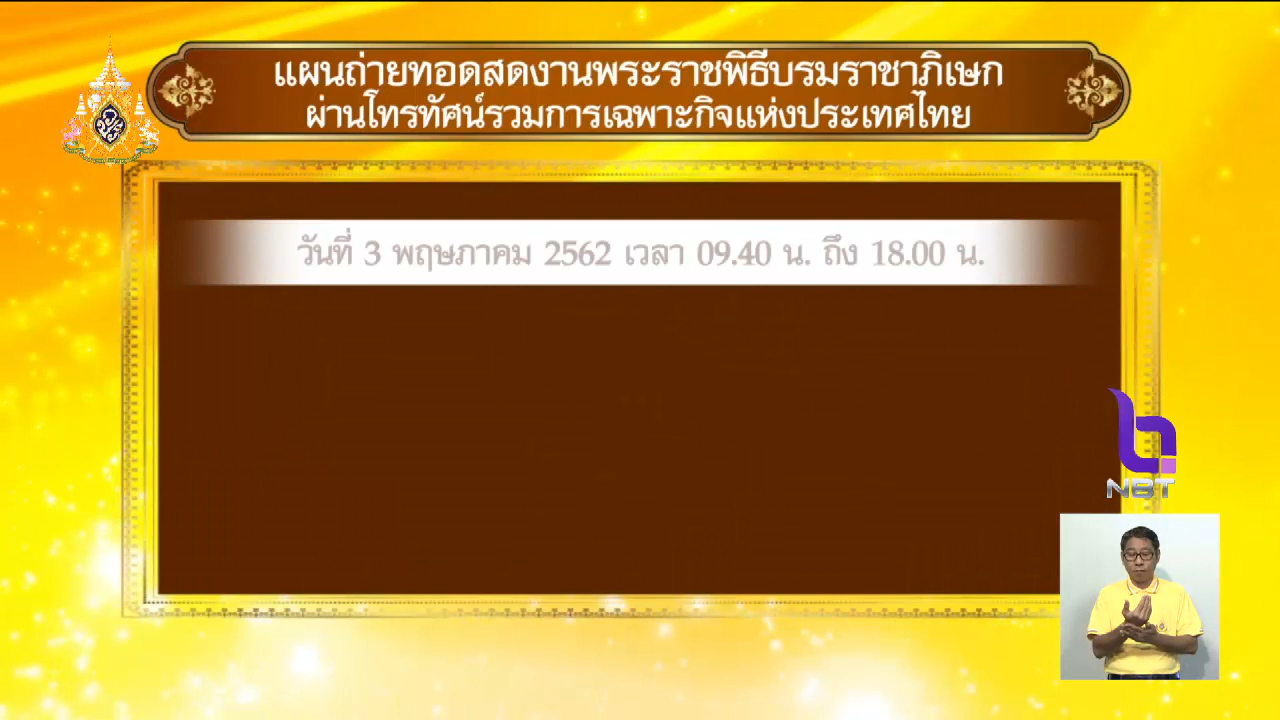 แผนถ่ายทอดสดงานพระราชพิธีบรมราชาภิเษก
ผ่านโทรทัศน์รวมการเฉพาะกิจแห่งประเทศไทย
วันที่ 3 พฤษภาคม 2562 เวลา 09.40 น. ถึง 18.00 น.
NBT